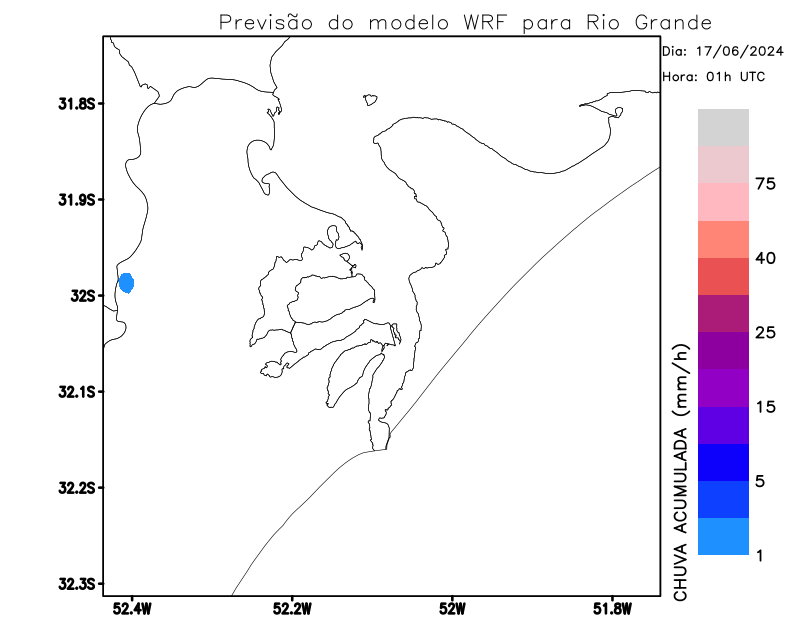 Previsão do modelo WRF para Rio Grande
Dia: 17/06/2024
Hora: 01h UTC
31.8S
31.9S
32S
32.1S
32.2S
32.3S
52.4W
52.2W
52W
51.8W
75
40
25
15
5
1
CHUVA ACUMULADA (mm/h)